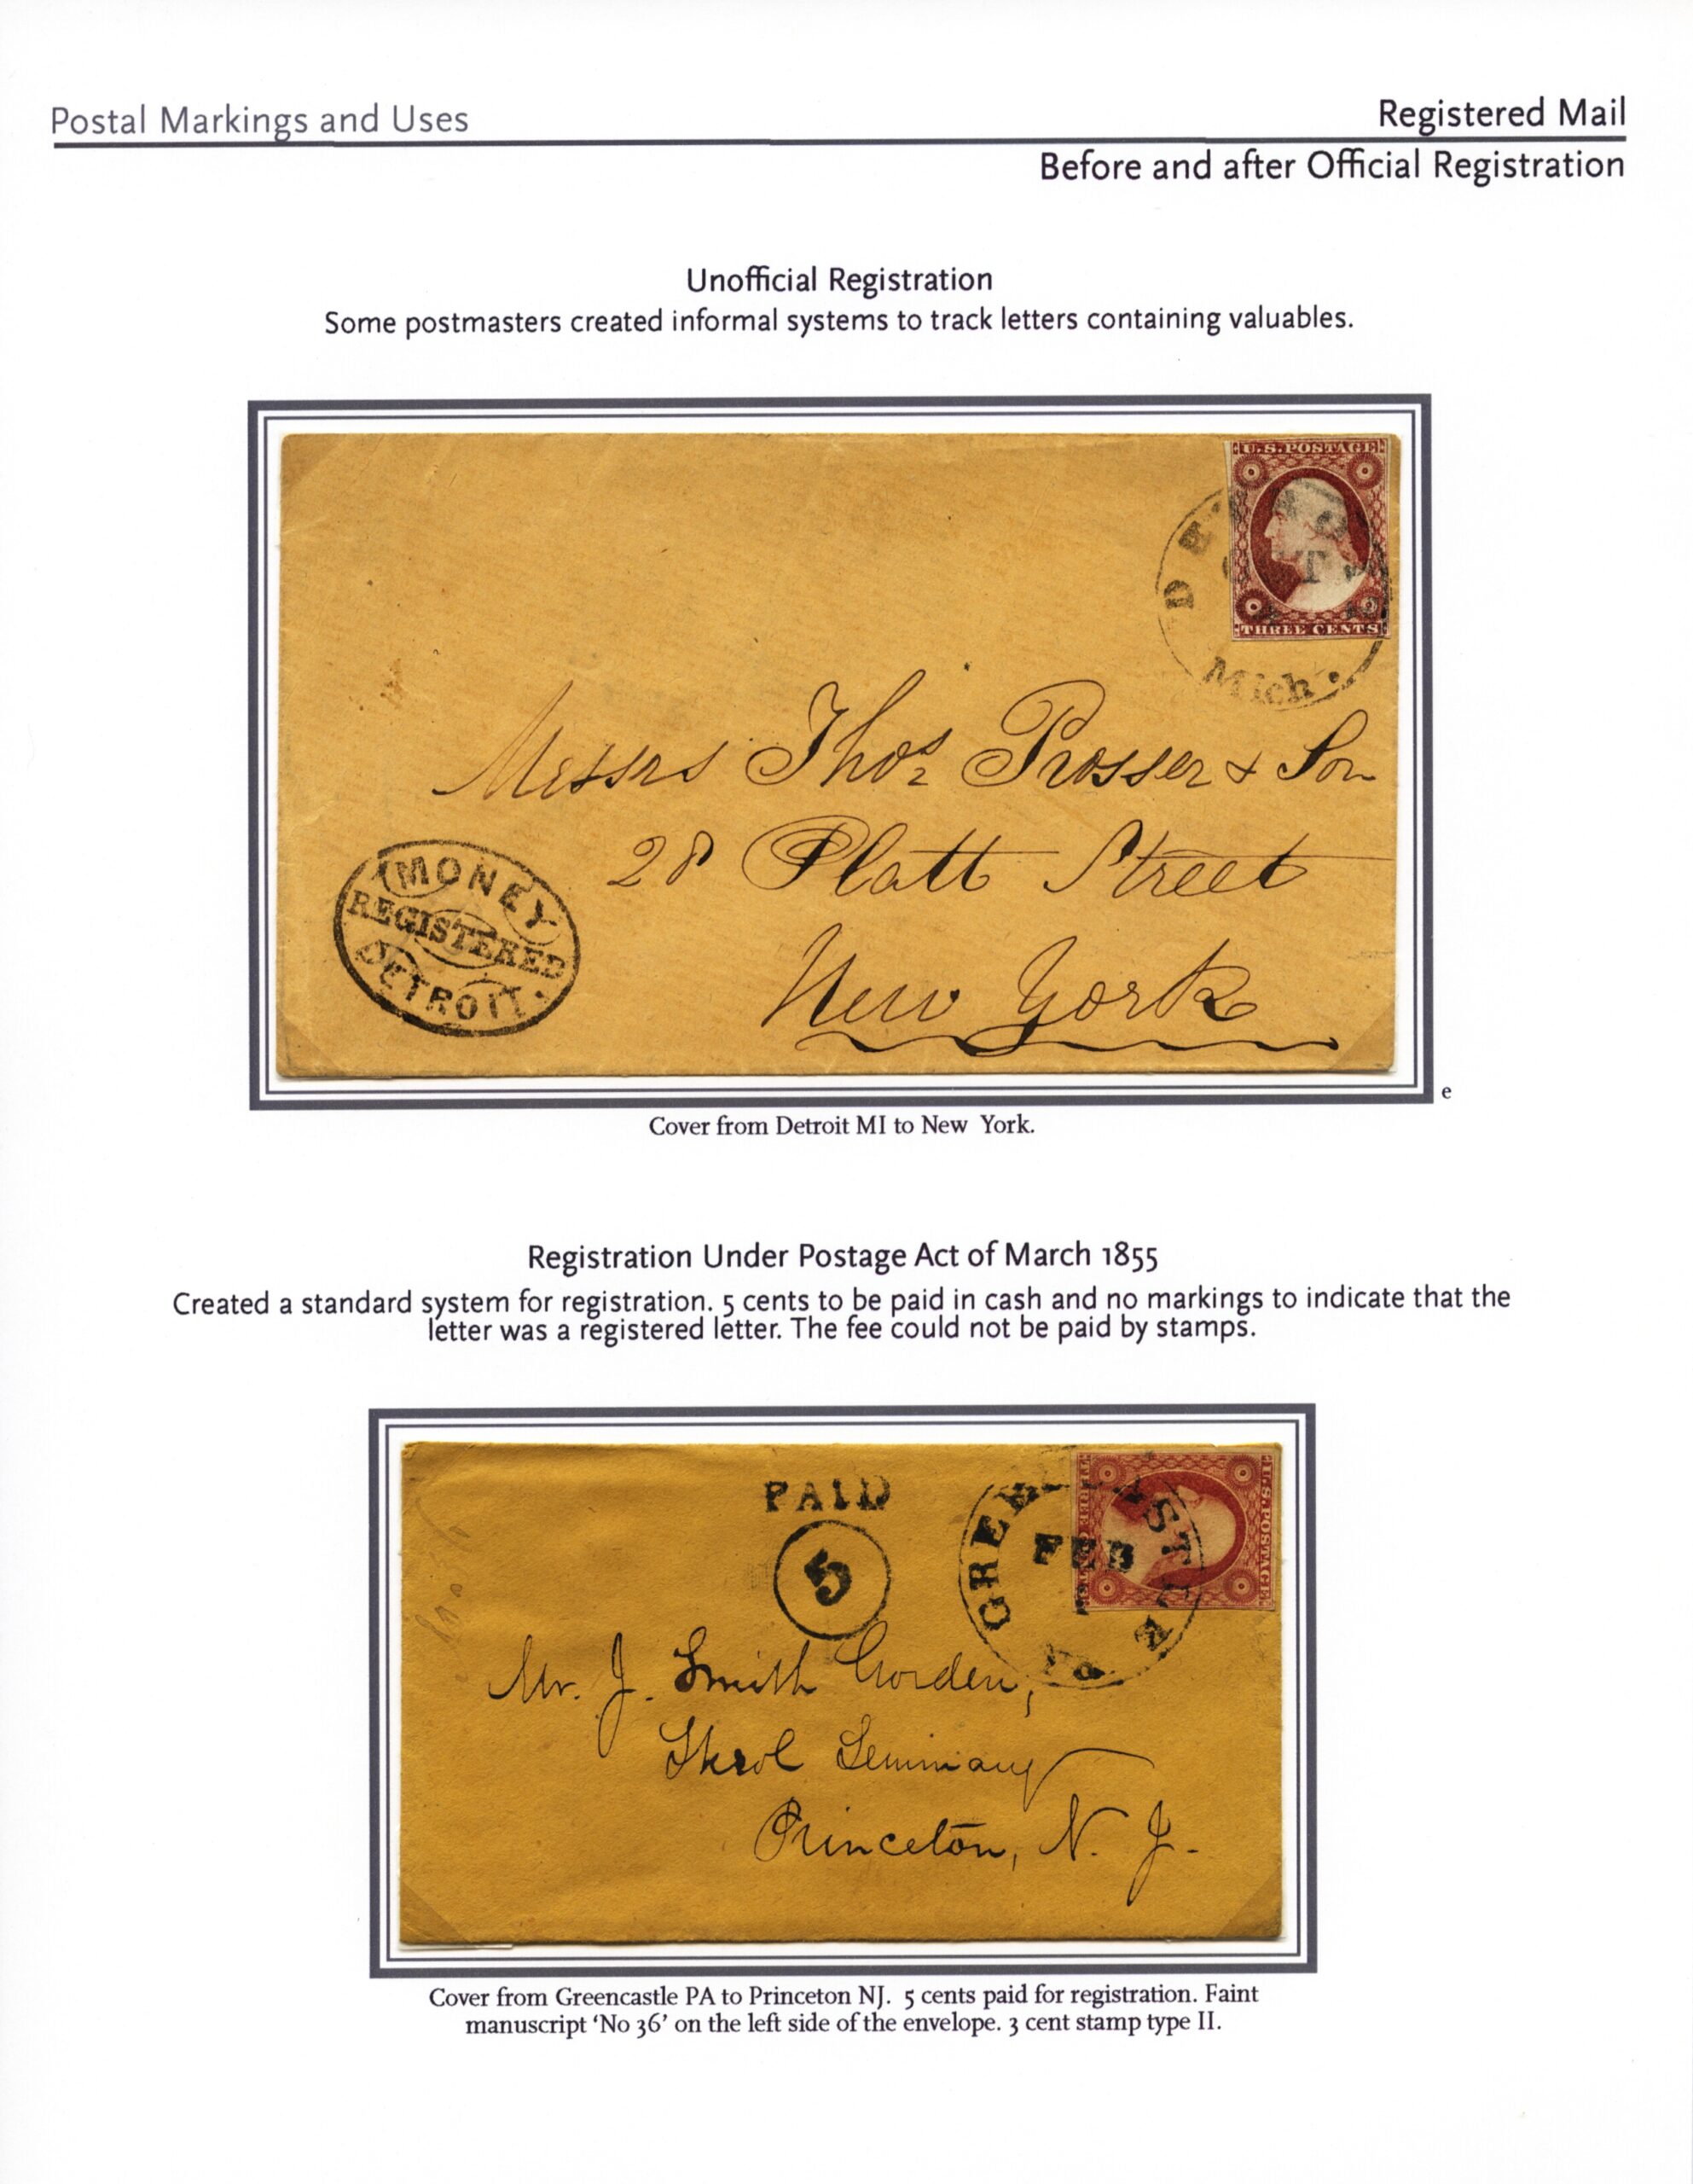 Postal Markings and Uses
Registered Mail
Before and after Official Registration
Unofficial Registration
Some postmasters created informal systems to track letters containing valuables.
U.S. POSTAGE
THREE CENTS
Mich.
Messrs Thos Prosser & Son
28 Platt Street
New York
MONEY
REGISTERED
DETROIT.
e
Cover from Detroit MI to New York.
Registration Under Postage Act of March 1855
Created a standard system for registration. 5 cents to be paid in cash and no markings to indicate that the
letter was a registered letter. The fee could not be paid by stamps.
PAID
5
FEB
Pa
U.S. POSTAGE
Mr. J. Smith Gorden,
Seminary
Princeton, N. J.
Cover from Greencastle PA to Princeton NJ. 5 cents paid for registration. Faint
manuscript ‘No 36’ on the left side of the envelope. 3 cent stamp type II.